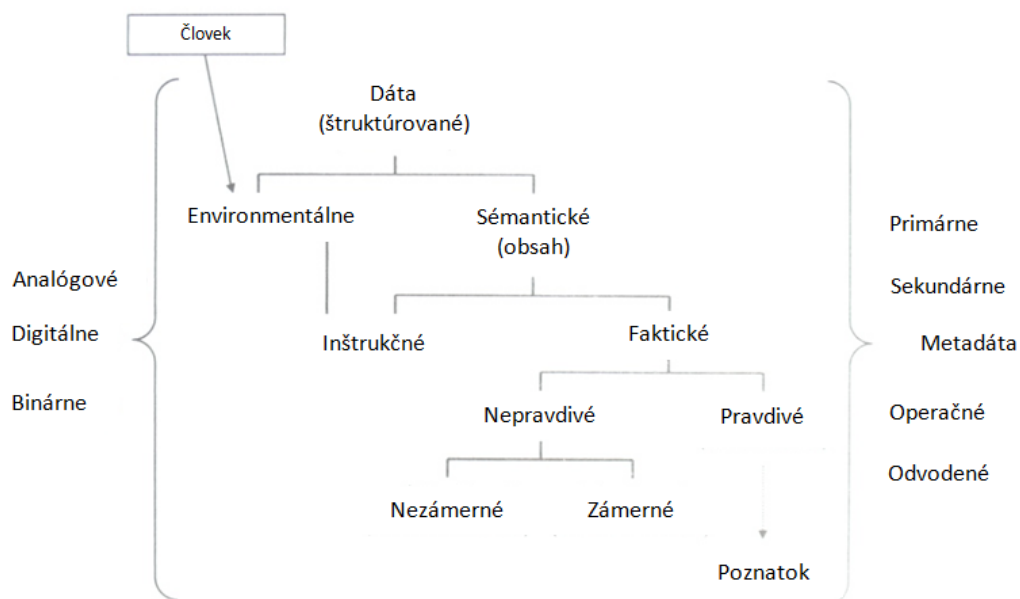 Človek
Dáta
(štruktúrované)
Environmentálne
Sémantické
(obsah)
Primárne
Analógové
Sekundárne
Digitálne
Inštrukčné
Faktické
Metadáta
Binárne
Nepravdivé
Pravdivé
Operačné
Odvodené
Nezámerné
Zámerné
Poznatok